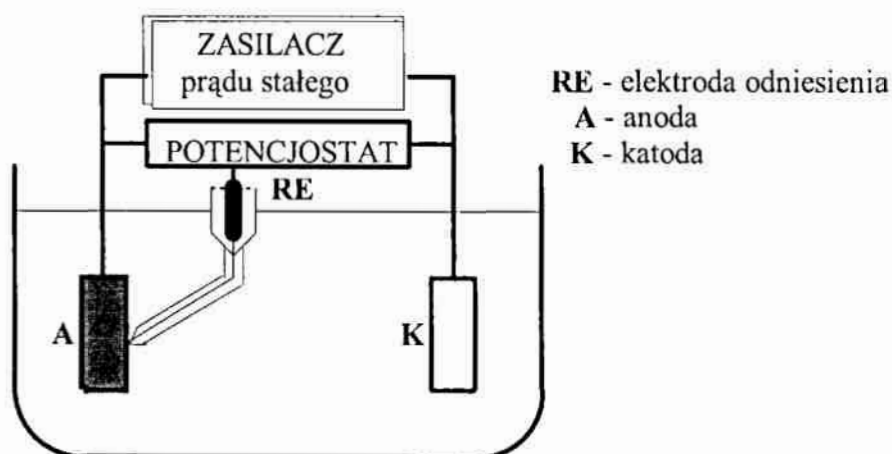 ZASILACZ
prądu stałego
POTENCJOSTAT
RE
A
K
RE - elektroda odniesienia
A - anoda
K - katoda